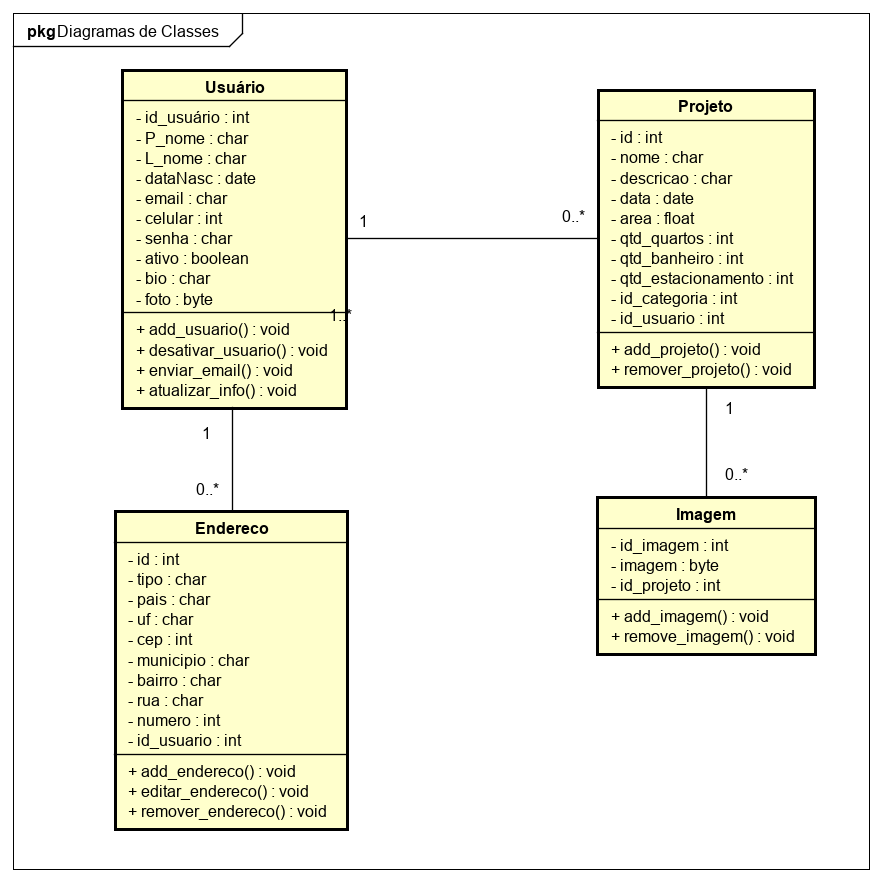 pkg Diagramas de Classes
Usuário
- id_usuário : int
- P_nome : char
- L_nome : char
- dataNasc : date
- email : char
- celular : int
- senha : char
- ativo : boolean
- bio : char
- foto : byte
+ add_usuario() : void
+ desativar_usuario() : void
+ enviar_email() : void
+ atualizar_info() : void
1
0..*
1..*
Projeto
- id : int
- nome : char
- descricao : char
- data : date
- area : float
- qtd_quartos : int
- qtd_banheiro : int
- qtd_estacionamento : int
- id_categoria : int
- id_usuario : int
+ add_projeto() : void
+ remover_projeto() : void
1
0..*
Endereco
- id : int
- tipo : char
- pais : char
- uf : char
- cep : int
- municipio : char
- bairro : char
- rua : char
- numero : int
- id_usuario : int
+ add_endereco() : void
+ editar_endereco() : void
+ remover_endereco() : void
1
0..*
Imagem
- id_imagem : int
- imagem : byte
- id_projeto : int
+ add_imagem() : void
+ remove_imagem() : void